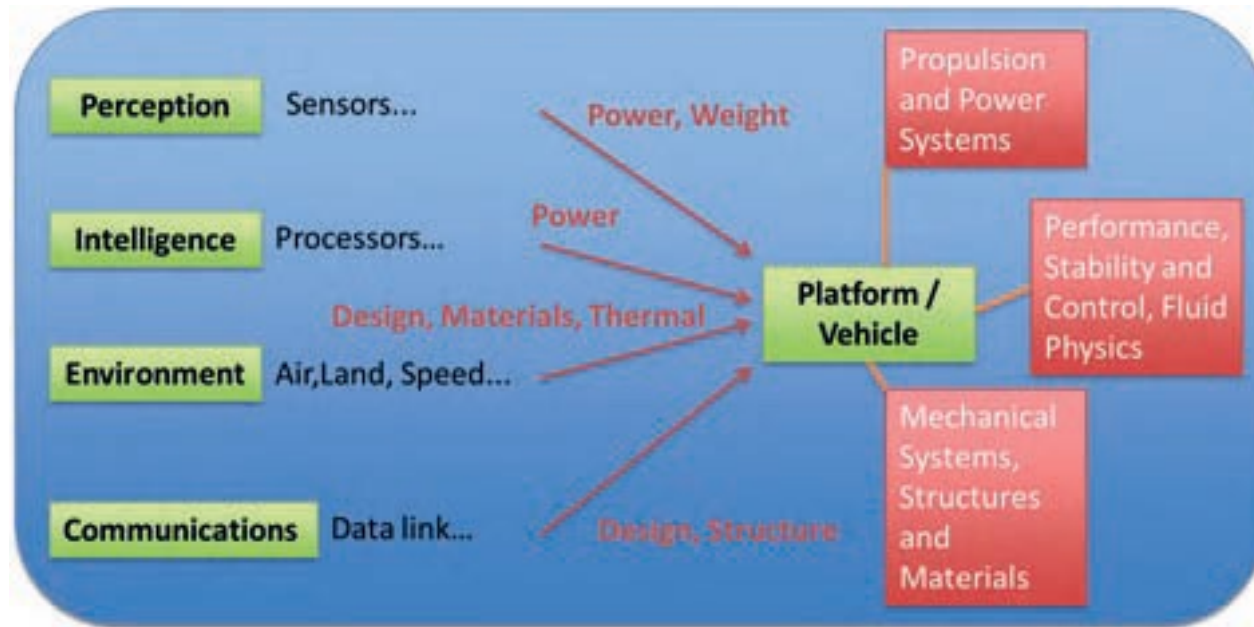 Perception
Sensors...
Power, Weight
Propulsion
and Power
Systems
Intelligence
Processors...
Power
Performance,
Stability and
Control, Fluid
Physics
Platform /
Vehicle
Design, Materials, Thermal
Environment
Air,Land, Speed...
Mechanical
Systems,
Structures
and
Materials
Communications
Data link...
Design, Structure